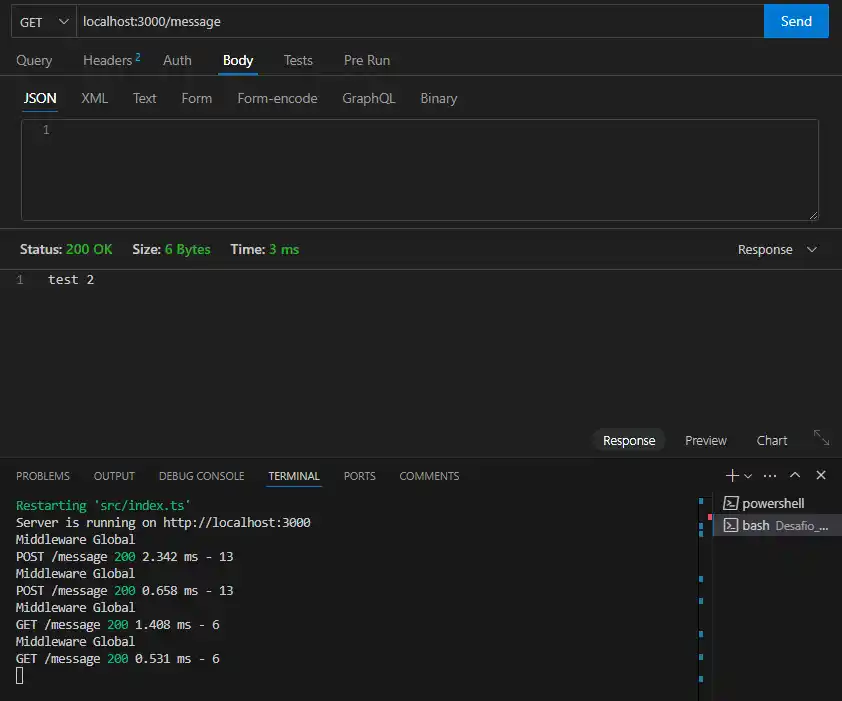 GET localhost:3000/message Send
Query Headers 2 Auth Body Tests Pre Run
JSON XML Text Form Form-encode GraphQL Binary
1
Status: 200 OK Size: 6 Bytes Time: 3 ms Response
1 test 2
Response Preview Chart
PROBLEMS OUTPUT DEBUG CONSOLE TERMINAL PORTS COMMENTS
Restarting 'src/index.ts'
Server is running on http://localhost:3000
Middleware Global
POST /message 200 2.342 ms - 13
Middleware Global
POST /message 200 0.658 ms - 13
Middleware Global
GET /message 200 1.408 ms - 6
Middleware Global
GET /message 200 0.531 ms - 6
powershell
bash Desafio_...